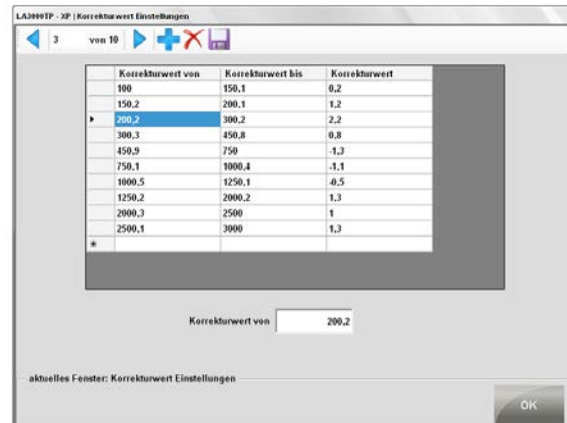 LA3000TP - XP | Korrekturwert Einstellungen
3 von 10
Korrekturwert von Korrekturwert bis Korrekturwert
100 150,1 0,2
150,2 200,1 1,2
200,2 300,2 2,2
300,3 450,8 0,8
450,9 750 -1,3
750,1 1000,4 -1,1
1000,5 1250,1 -0,5
1250,2 2000,2 1,3
2000,3 2500 1
2500,1 3000 1,3
Korrekturwert von 200,2
aktuelles Fenster: Korrekturwert Einstellungen
OK